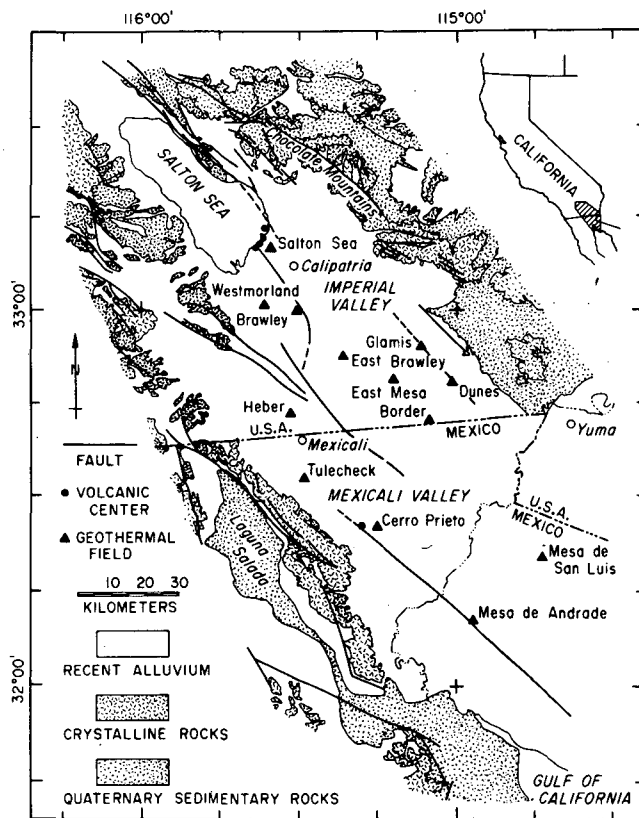 116°00'
115°00'
SALTON SEA
Chocolate Mountains
CALIFORNIA
Salton Sea
Calipatria
Westmorland
IMPERIAL
VALLEY
Brawley
33°00'
Glamis
East Brawley
N
East Mesa
Dunes
Border
Heber
U.S.A.
MEXICO
Yuma
Mexicali
FAULT
Tulecheck
VOLCANIC
CENTER
MEXICALI VALLEY
U.S.A.
MEXICO
Cerro Prieto
GEOTHERMAL
FIELD
Laguna
Salada
Mesa de
San Luis
10 20 30
KILOMETERS
Mesa de Andrade
RECENT ALLUVIUM
32°00'
CRYSTALLINE ROCKS
GULF OF
CALIFORNIA
QUATERNARY SEDIMENTARY ROCKS